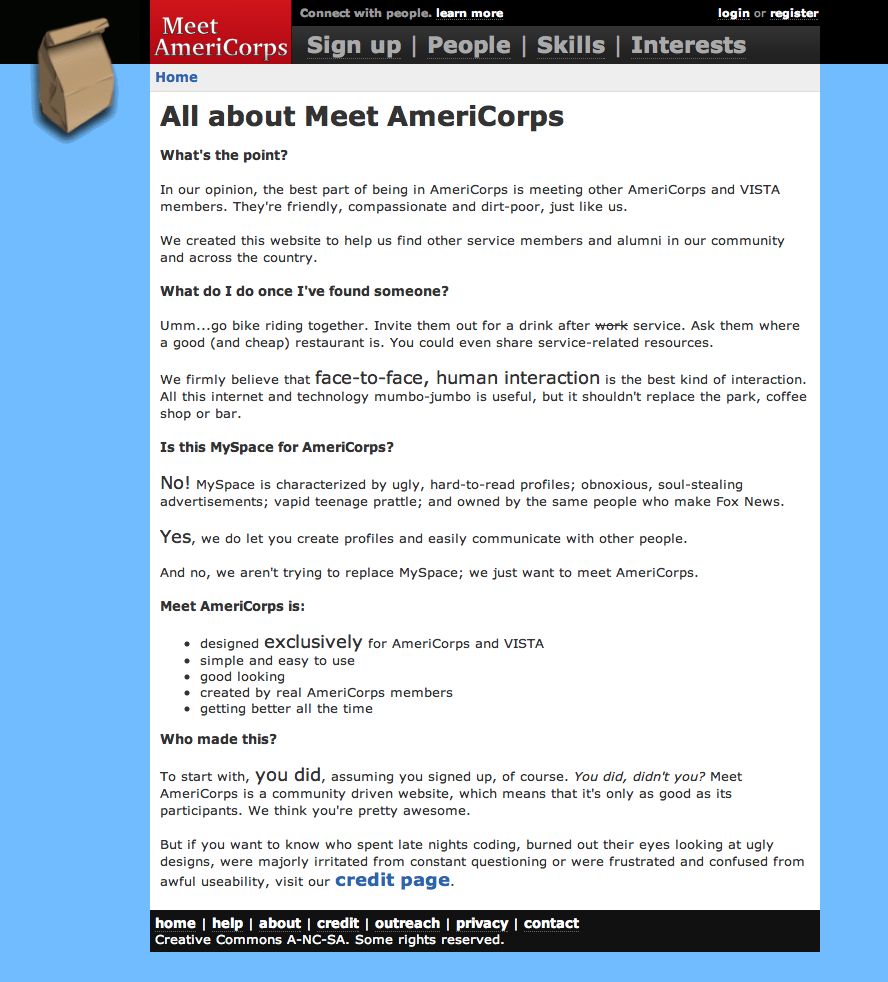 Meet
AmeriCorps
Connect with people. learn more
login or register
Sign up | People | Skills | Interests
Home
All about Meet AmeriCorps
What's the point?
In our opinion, the best part of being in AmeriCorps is meeting other AmeriCorps and VISTA
members. They're friendly, compassionate and dirt-poor, just like us.
We created this website to help us find other service members and alumni in our community
and across the country.
What do I do once I've found someone?
Umm...go bike riding together. Invite them out for a drink after work service. Ask them where
a good (and cheap) restaurant is. You could even share service-related resources.
We firmly believe that face-to-face, human interaction is the best kind of interaction.
All this internet and technology mumbo-jumbo is useful, but it shouldn't replace the park, coffee
shop or bar.
Is this MySpace for AmeriCorps?
No! MySpace is characterized by ugly, hard-to-read profiles; obnoxious, soul-stealing
advertisements; vapid teenage prattle; and owned by the same people who make Fox News.
Yes, we do let you create profiles and easily communicate with other people.
And no, we aren't trying to replace MySpace; we just want to meet AmeriCorps.
Meet AmeriCorps is:
• designed exclusively for AmeriCorps and VISTA
• simple and easy to use
• good looking
• created by real AmeriCorps members
• getting better all the time
Who made this?
To start with, you did, assuming you signed up, of course. You did, didn't you? Meet
AmeriCorps is a community driven website, which means that it's only as good as its
participants. We think you're pretty awesome.
But if you want to know who spent late nights coding, burned out their eyes looking at ugly
designs, were majorly irritated from constant questioning or were frustrated and confused from
awful useability, visit our credit page.
home | help | about | credit | outreach | privacy | contact
Creative Commons A-NC-SA. Some rights reserved.